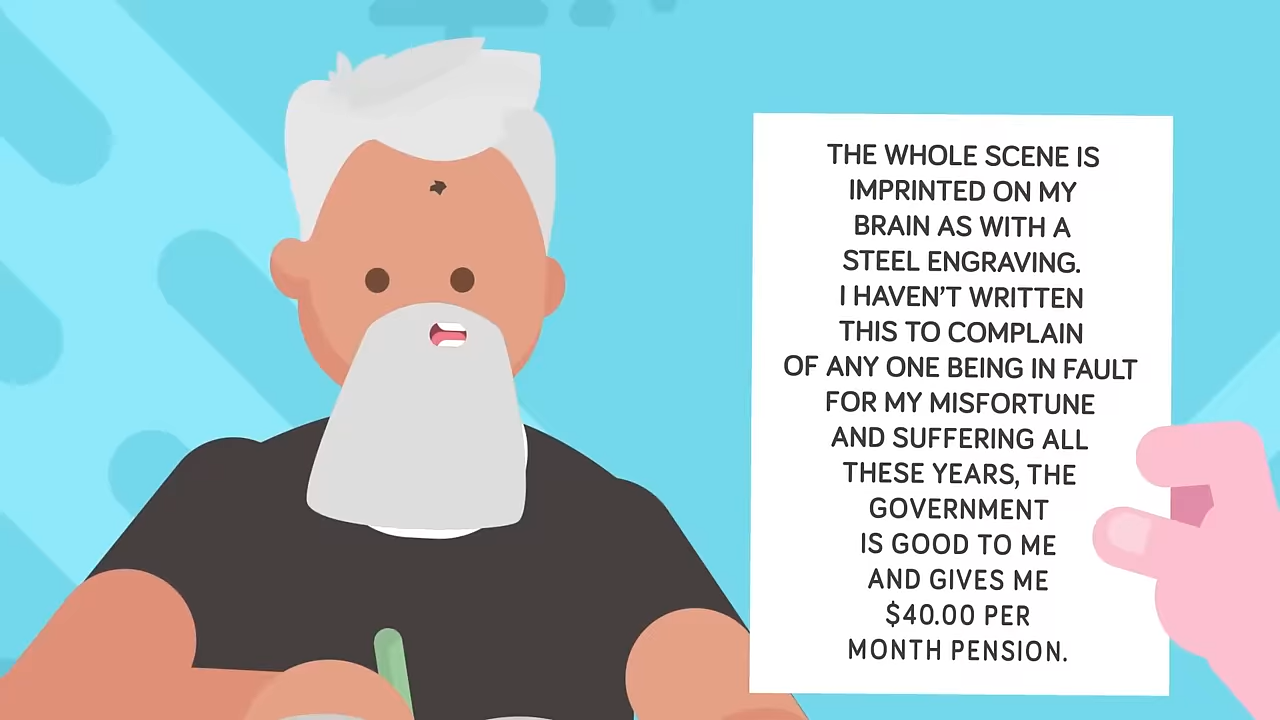 THE WHOLE SCENE IS
IMPRINTED ON MY
BRAIN AS WITH A
STEEL ENGRAVING.
I HAVEN'T WRITTEN
THIS TO COMPLAIN
OF ANY ONE BEING IN FAULT
FOR MY MISFORTUNE
AND SUFFERING ALL
THESE YEARS, THE
GOVERNMENT
IS GOOD TO ME
AND GIVES ME
$40.00 PER
MONTH PENSION.